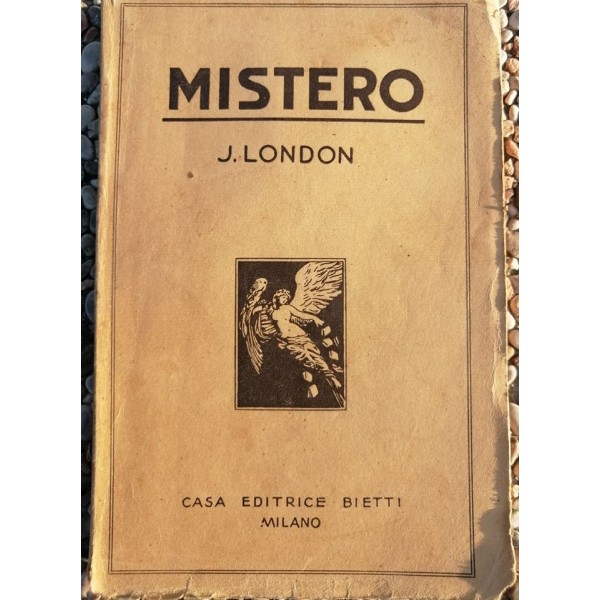 MISTERO
J. LONDON
CASA EDITRICE BIETTI
MILANO